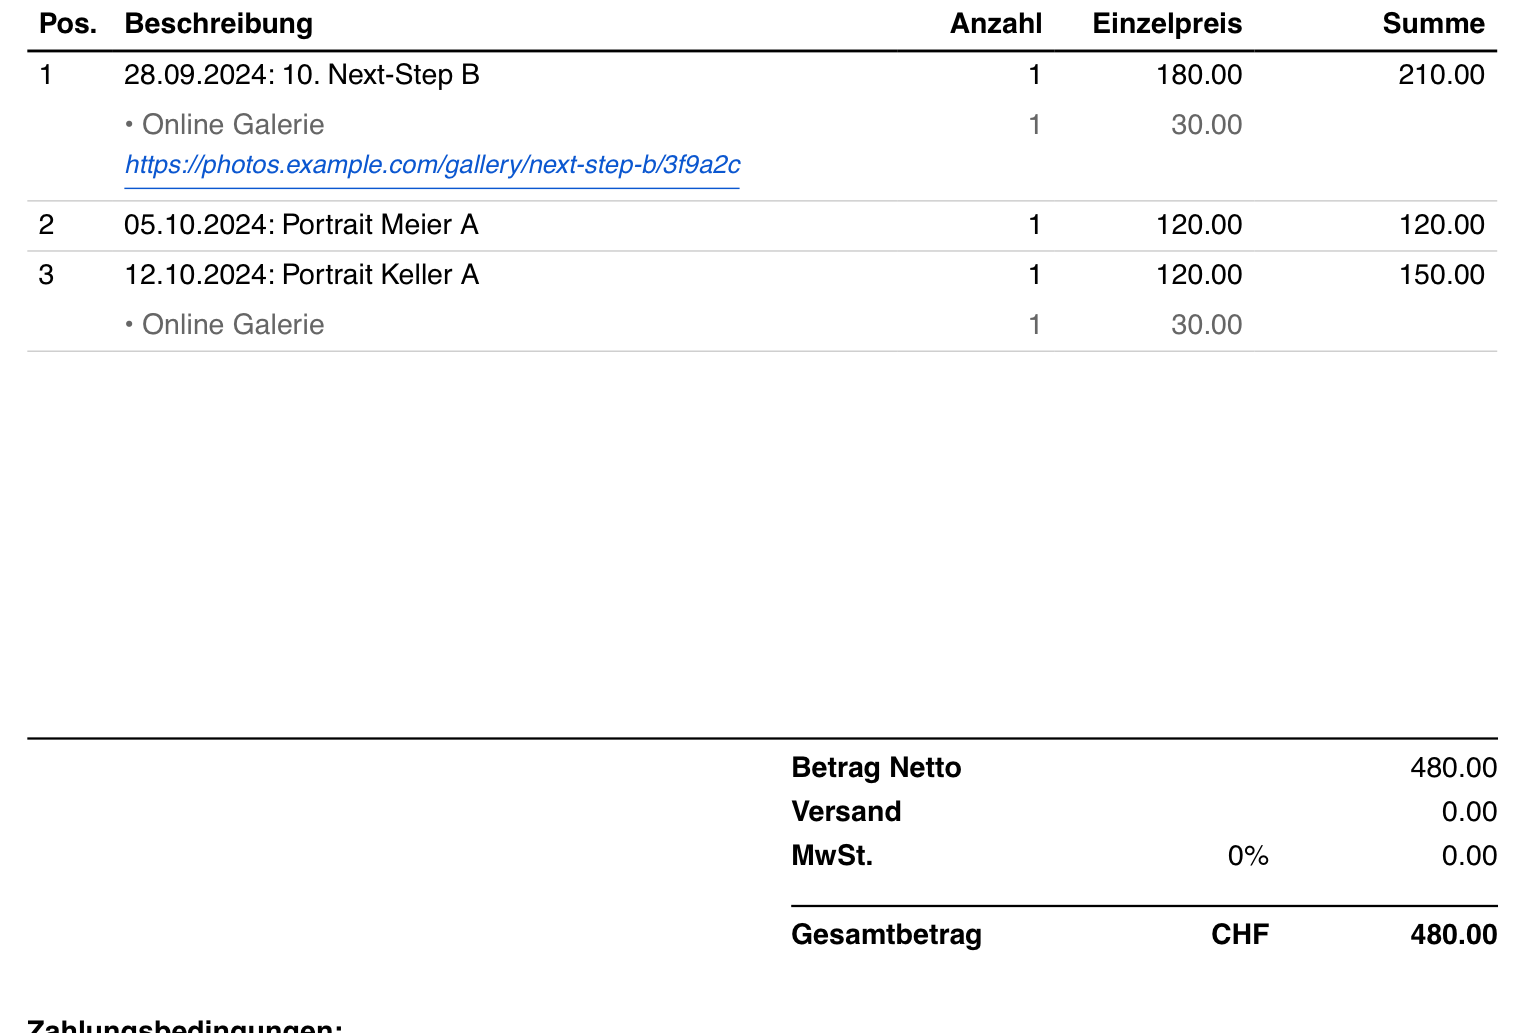 Pos. Beschreibung Anzahl Einzelpreis Summe
1 28.09.2024: 10. Next-Step B 1 180.00 210.00
• Online Galerie 1 30.00
https://photos.example.com/gallery/next-step-b/3f9a2c
2 05.10.2024: Portrait Meier A 1 120.00 120.00
3 12.10.2024: Portrait Keller A 1 120.00 150.00
• Online Galerie 1 30.00
Betrag Netto 480.00
Versand 0.00
MwSt. 0% 0.00
Gesamtbetrag CHF 480.00
Zahlungsbedingungen: